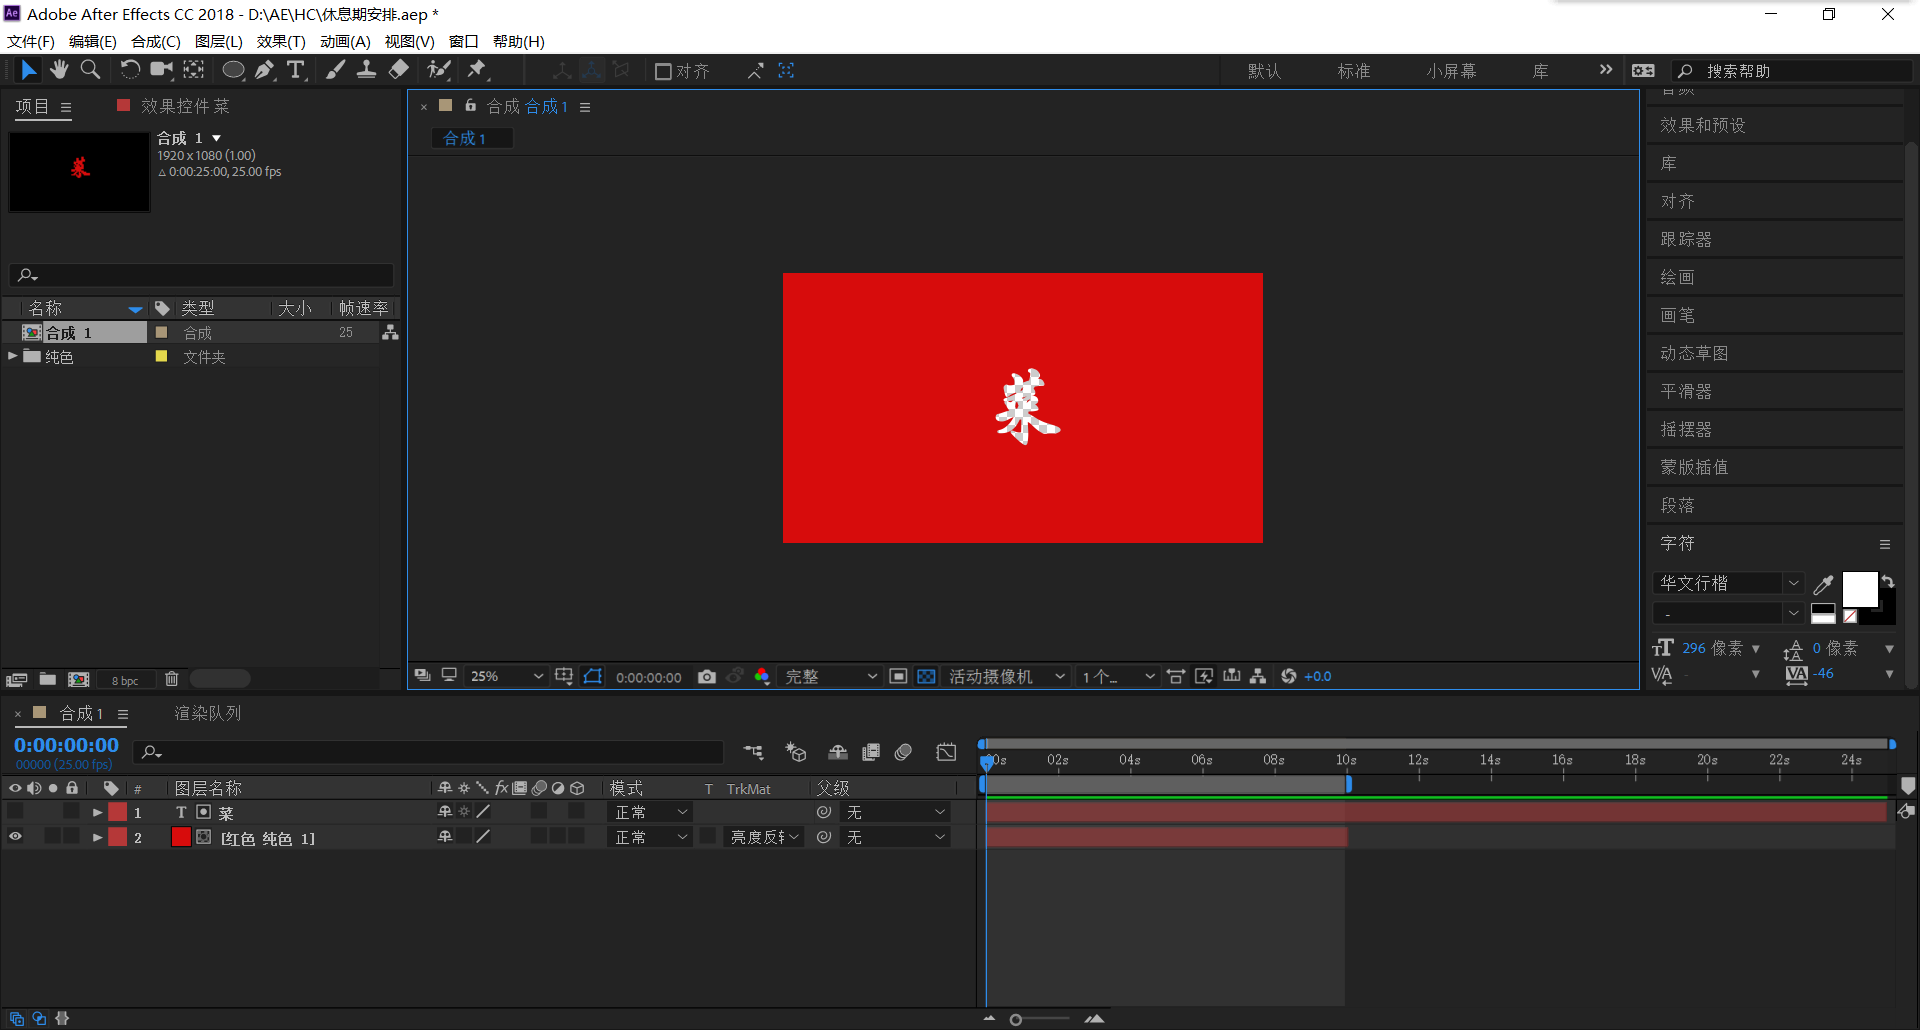 Adobe After Effects CC 2018 - D:\AE\HC\休息期安排.aep *
文件(F) 编辑(E) 合成(C) 图层(L) 效果(T) 动画(A) 视图(V) 窗口 帮助(H)
对齐 默认 标准 小屏幕 库 搜索帮助
项目 效果控件 菜
合成 1
1920 x 1080 (1.00)
△ 0:00:25:00, 25.00 fps
菜
名称 类型 大小 帧速率
合成 1 合成 25
纯色 文件夹
8 bpc
合成 合成 1
合成 1
菜
25% 0:00:00:00 完整 活动摄像机 1 个... +0.0
音频
效果和预设
库
对齐
跟踪器
绘画
画笔
动态草图
平滑器
摇摆器
蒙版插值
段落
字符
华文行楷
-
296 像素 0 像素
- -46
合成 1 渲染队列
0:00:00:00
00000 (25.00 fps)
00s 02s 04s 06s 08s 10s 12s 14s 16s 18s 20s 22s 24s
# 图层名称 模式 T TrkMat 父级
1 T 菜 正常 无
2 [红色 纯色 1] 正常 亮度反转 无